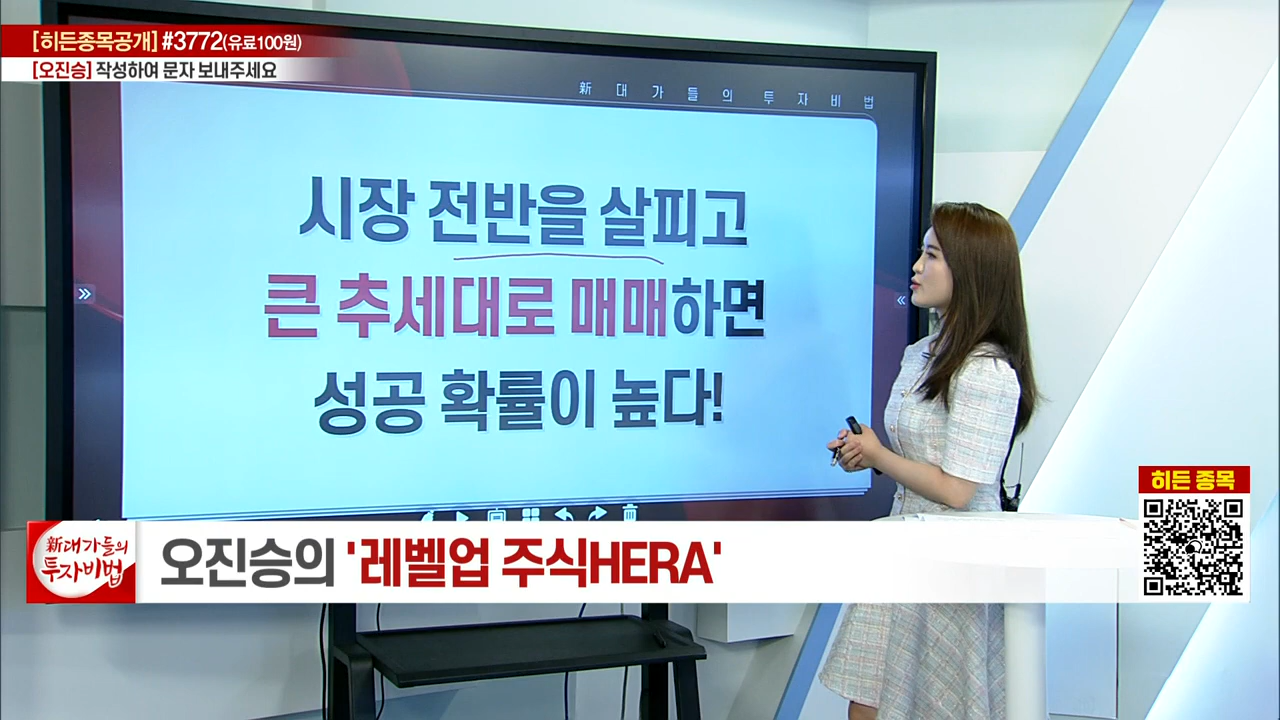 [히든종목공개] #3772(유료100원)
[오진승] 작성하여 문자 보내주세요
新 대가들의 투자비법
시장 전반을 살피고
큰 추세대로 매매하면
성공 확률이 높다!
히든 종목
新대가들의
투자비법
오진승의 '레벨업 주식HERA'